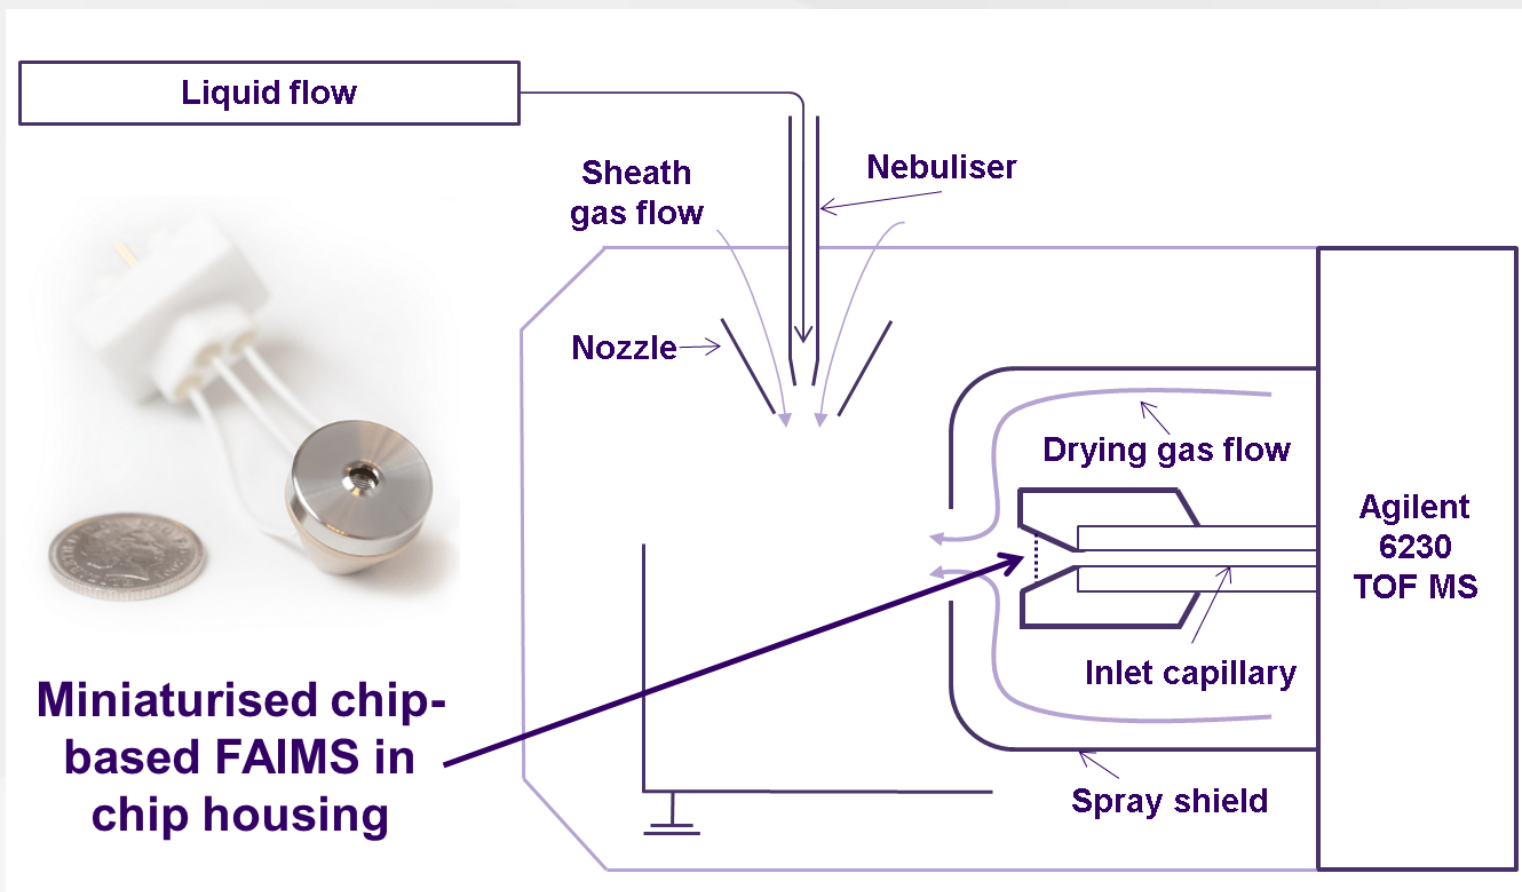 Liquid flow
Sheath
gas flow
Nebuliser
Nozzle
Drying gas flow
Agilent
6230
TOF MS
Inlet capillary
Spray shield
Miniaturised chip-
based FAIMS in
chip housing